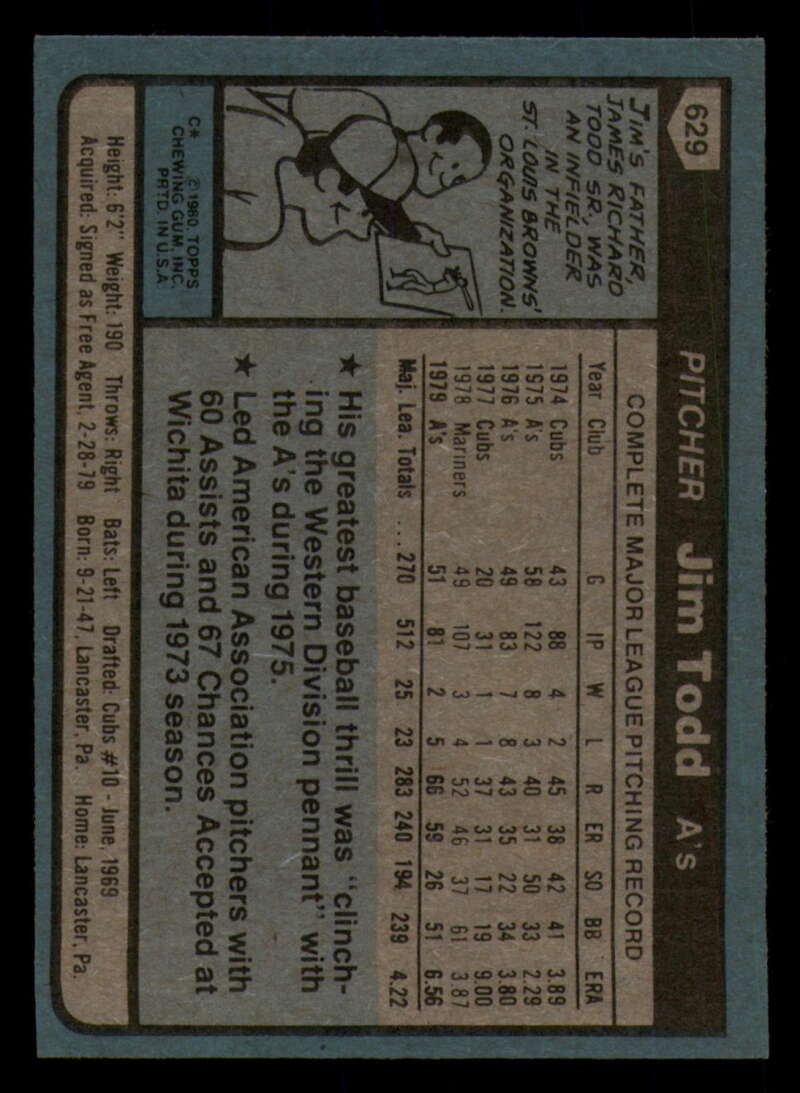 629
PITCHER Jim Todd A's
JIM'S FATHER,
JAMES RICHARD
TODD SR., WAS
AN INFIELDER
IN THE
ST. LOUIS BROWNS'
ORGANIZATION.
C* © 1980 TOPPS
CHEWING GUM, INC.
PRTD. IN U.S.A.
COMPLETE MAJOR LEAGUE PITCHING RECORD
Year Club G IP W L R ER SO BB ERA
1974 Cubs 43 88 4 2 45 38 42 41 3.89
1975 A's 58 122 8 3 40 31 50 33 2.29
1976 A's 49 83 7 8 43 35 22 34 3.80
1977 Cubs 20 31 1 1 37 31 17 19 9.00
1978 Mariners 49 107 3 4 52 46 37 61 3.87
1979 A's 51 81 2 5 66 59 26 51 6.56
Maj. Lea. Totals ....270 512 25 23 283 240 194 239 4.22
★ His greatest baseball thrill was "clinch-
ing the Western Division pennant" with
the A's during 1975.
★ Led American Association pitchers with
60 Assists and 67 Chances Accepted at
Wichita during 1973 season.
Height: 6'2" Weight: 190 Throws: Right Bats: Left Drafted: Cubs #10 - June, 1969
Acquired: Signed as Free Agent, 2-28-79 Born: 9-21-47, Lancaster, Pa. Home: Lancaster, Pa.